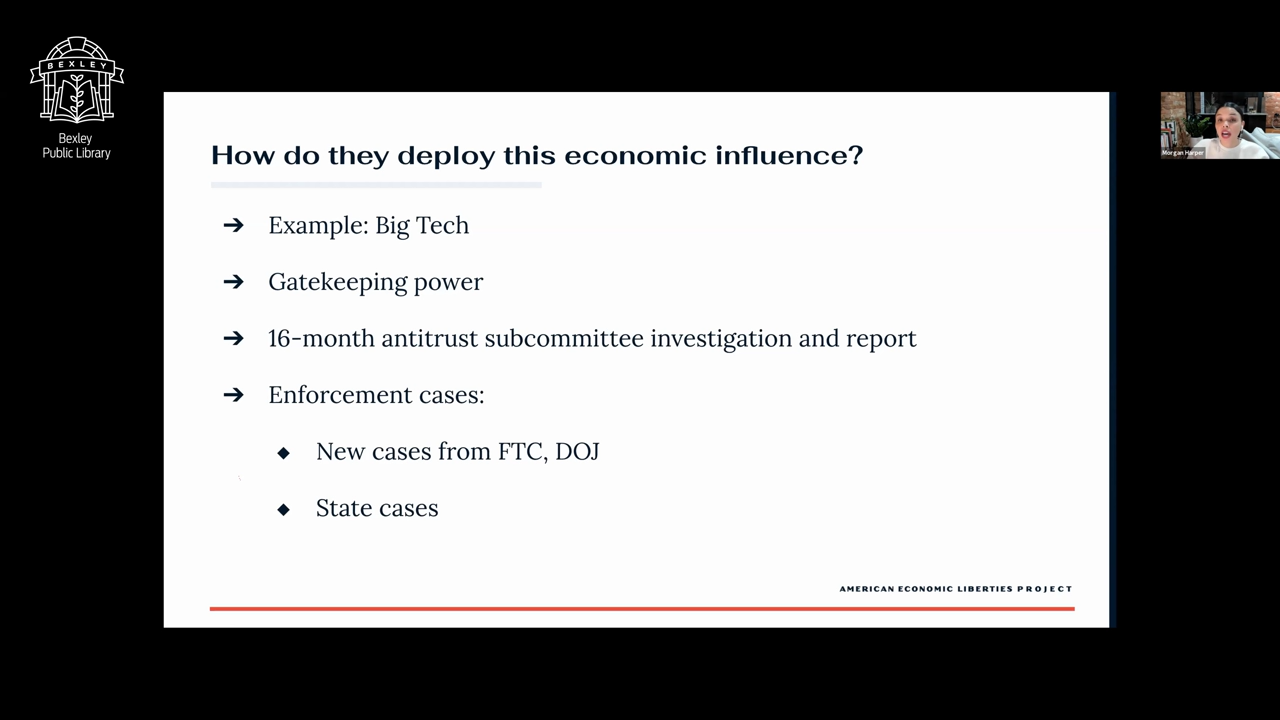 BEXLEY
Bexley
Public Library
How do they deploy this economic influence?
➔ Example: Big Tech
➔ Gatekeeping power
➔ 16-month antitrust subcommittee investigation and report
➔ Enforcement cases:
◆ New cases from FTC, DOJ
◆ State cases
AMERICAN ECONOMIC LIBERTIES PROJECT
Morgan Harper